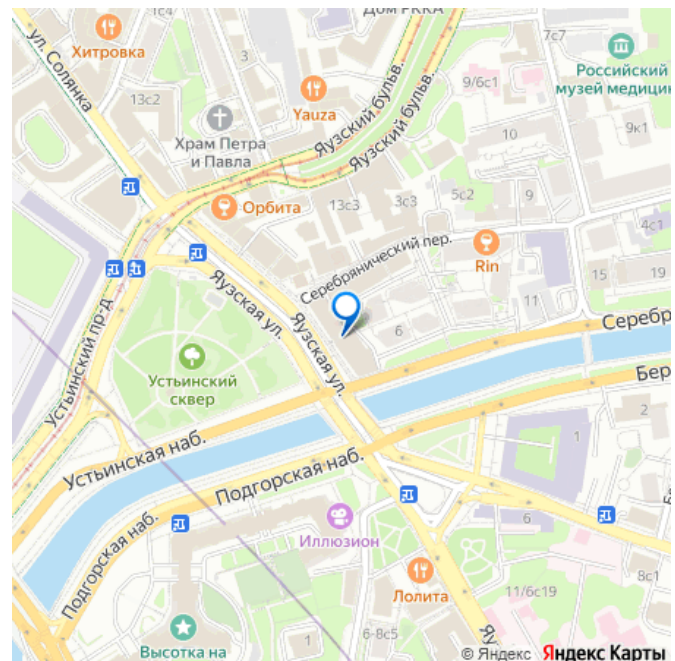 Дом РККА
7с7
Хитровка
ул. Солянка
3
9/6с1
Российский
музей медицин
13с2
Yauza
Яузский бульв.
Яузский бульв.
10
9к1
Храм Петра
и Павла
Орбита
13с3
3с3
5с2
9
4с1
Серебрянический пер.
Rin
15
19
11
Устьинский пр-д
Яузская ул.
Яузская ул.
6
Сереб
Устьинский
сквер
Бер
2
Устьинская наб.
1
Подгорская наб.
Подгорская наб.
6
Иллюзион
8с1
Лолита
11/6с19
1
6-8с5
Высотка на
© Яндекс Яндекс Карты